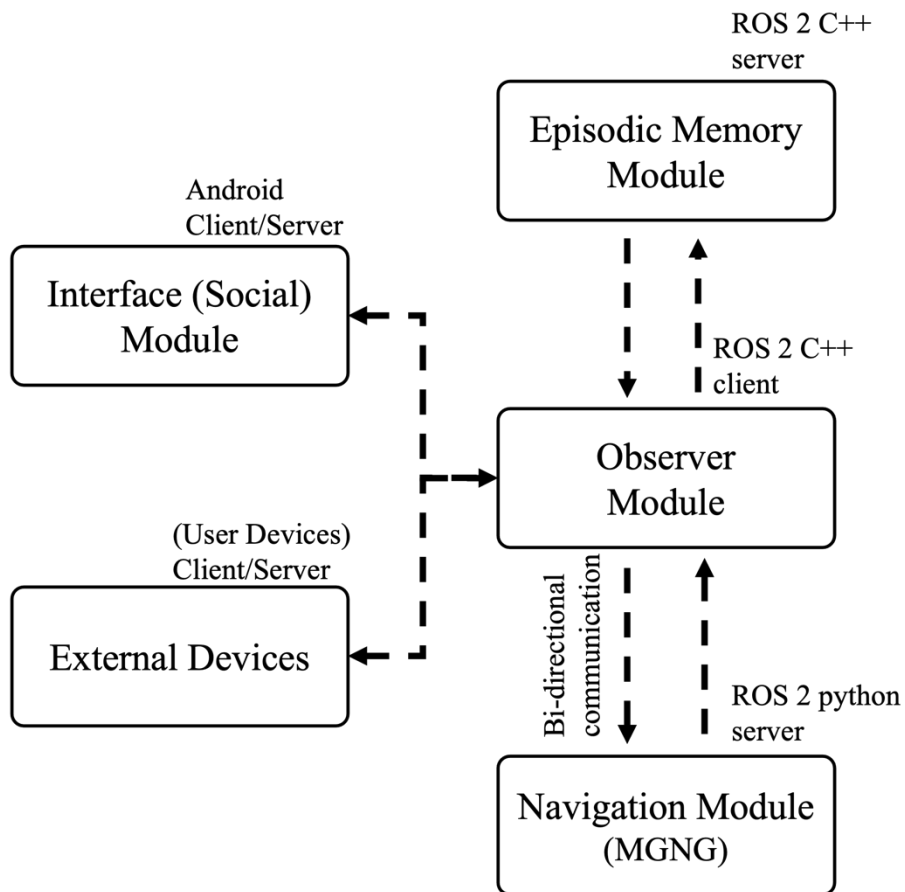 ROS 2 C++
server
Episodic Memory
Module
Android
Client/Server
Interface (Social)
Module
ROS 2 C++
client
Observer
Module
(User Devices)
Client/Server
External Devices
Bi-directional
communication
ROS 2 python
server
Navigation Module
(MGNG)